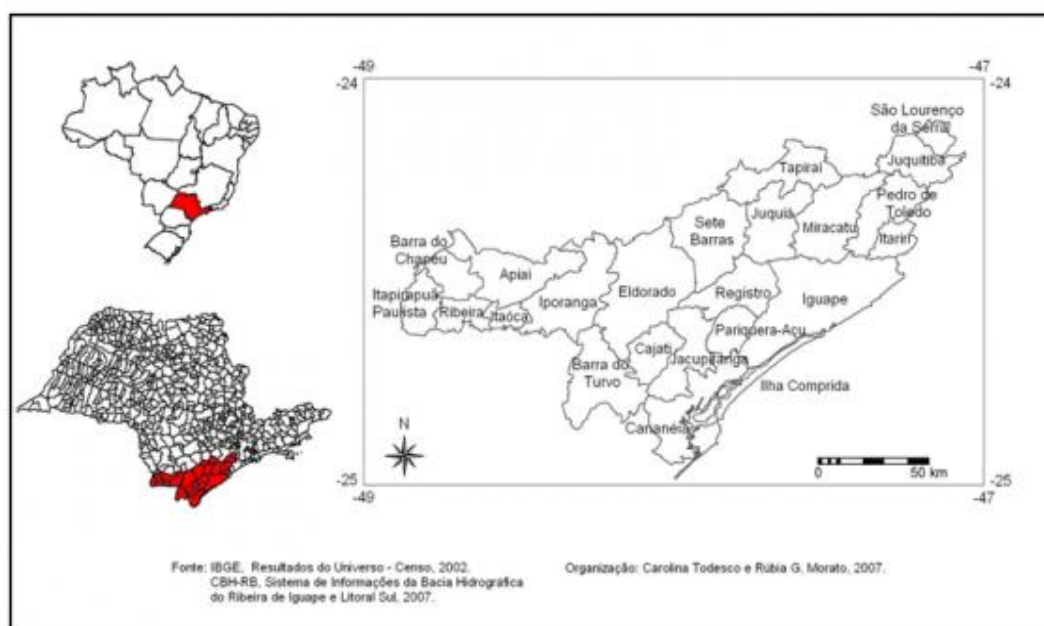 -49
-47
-24
-24
São Lourenço
da Serra
Juquitiba
Tapiraí
Pedro de
Toledo
Juquiá
Miracatu
Sete
Barras
Itariri
Barra do
Chapéu
Apiaí
Itapirapuã
Paulista
Ribeira
Itaóca
Iporanga
Eldorado
Registro
Iguape
Pariquera-Açu
Cajati
Jacupiranga
Barra do
Turvo
Ilha Comprida
Cananéia
N
0
50 km
-25
-25
-49
-47
Fonte: IBGE, Resultados do Universo - Censo, 2002.
CBH-RB, Sistema de Informações da Bacia Hidrográfica
do Ribeira de Iguape e Litoral Sul, 2007.
Organização: Carolina Todesco e Rúbia G. Morato, 2007.